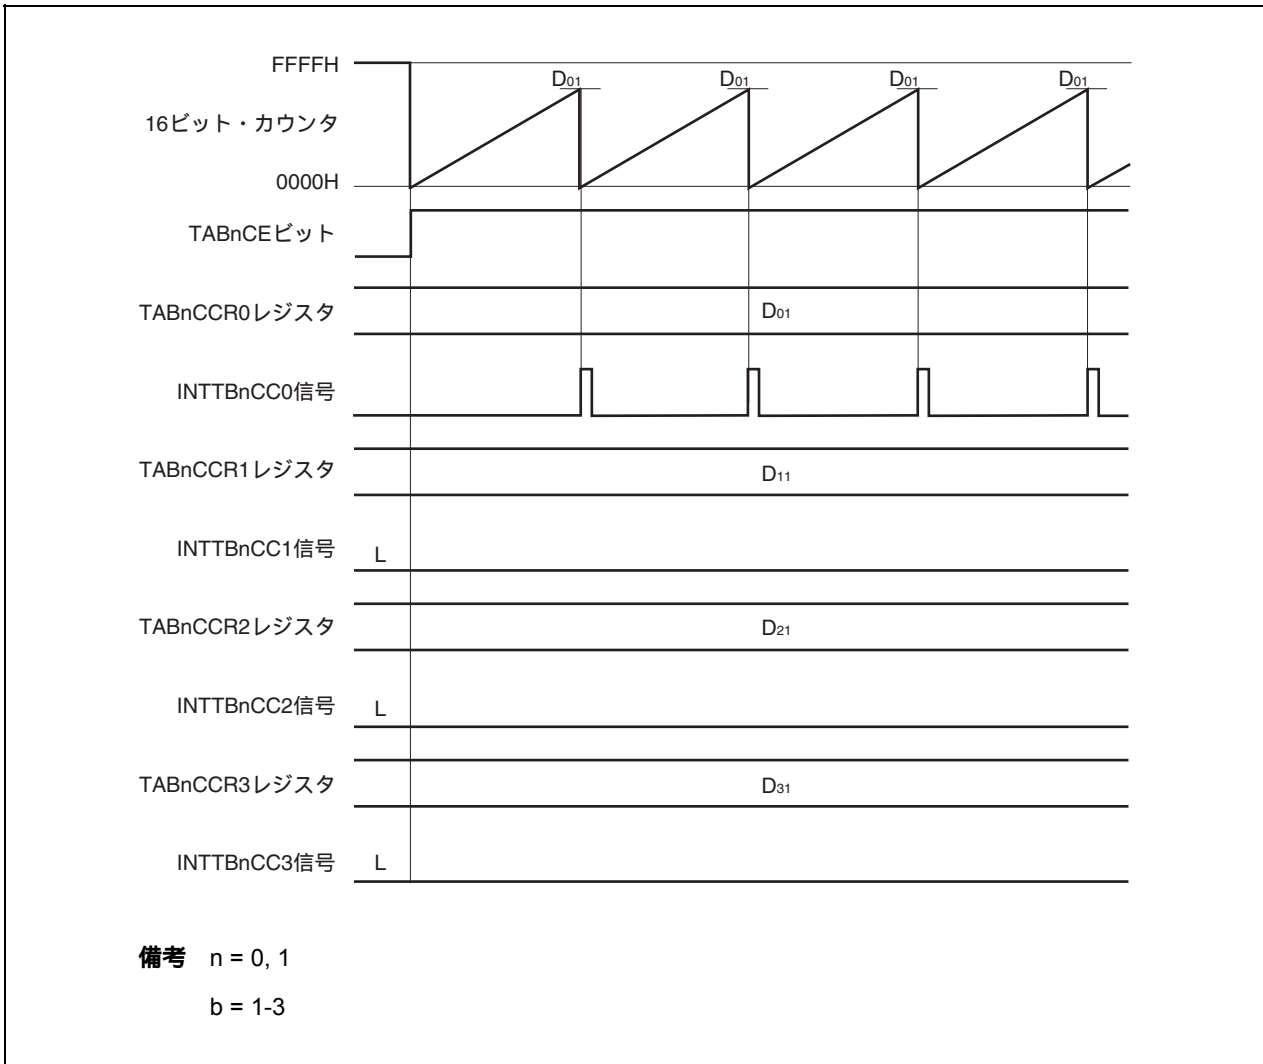 FFFFH
D01 D01 D01 D01
16ビット・カウンタ
0000H
TABnCEビット
TABnCCR0レジスタ D01
INTTBnCC0信号
TABnCCR1レジスタ D11
INTTBnCC1信号 L
TABnCCR2レジスタ D21
INTTBnCC2信号 L
TABnCCR3レジスタ D31
INTTBnCC3信号 L
備考 n = 0, 1
b = 1-3